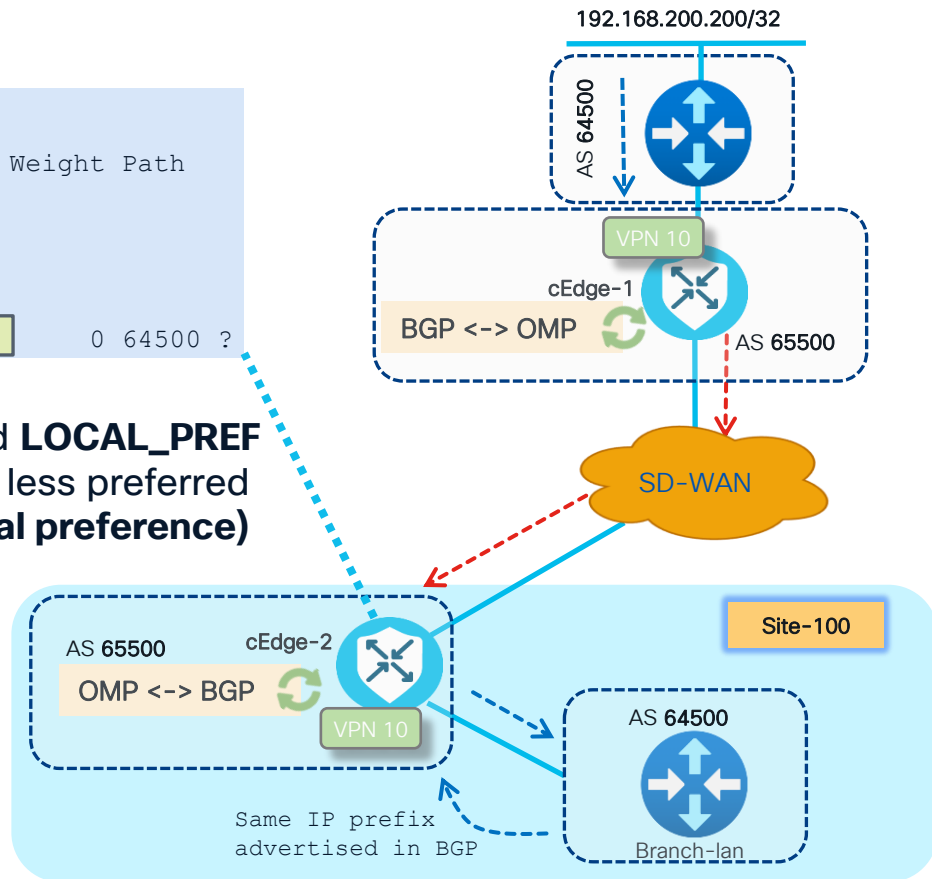 192.168.200.200/32
AS 64500
Weight Path
VPN 10
cEdge-1
BGP <-> OMP
AS 65500
0 64500 ?
LOCAL_PREF
less preferred
preference)
SD-WAN
Site-100
AS 65500
cEdge-2
OMP <-> BGP
VPN 10
AS 64500
Same IP prefix
advertised in BGP
Branch-lan